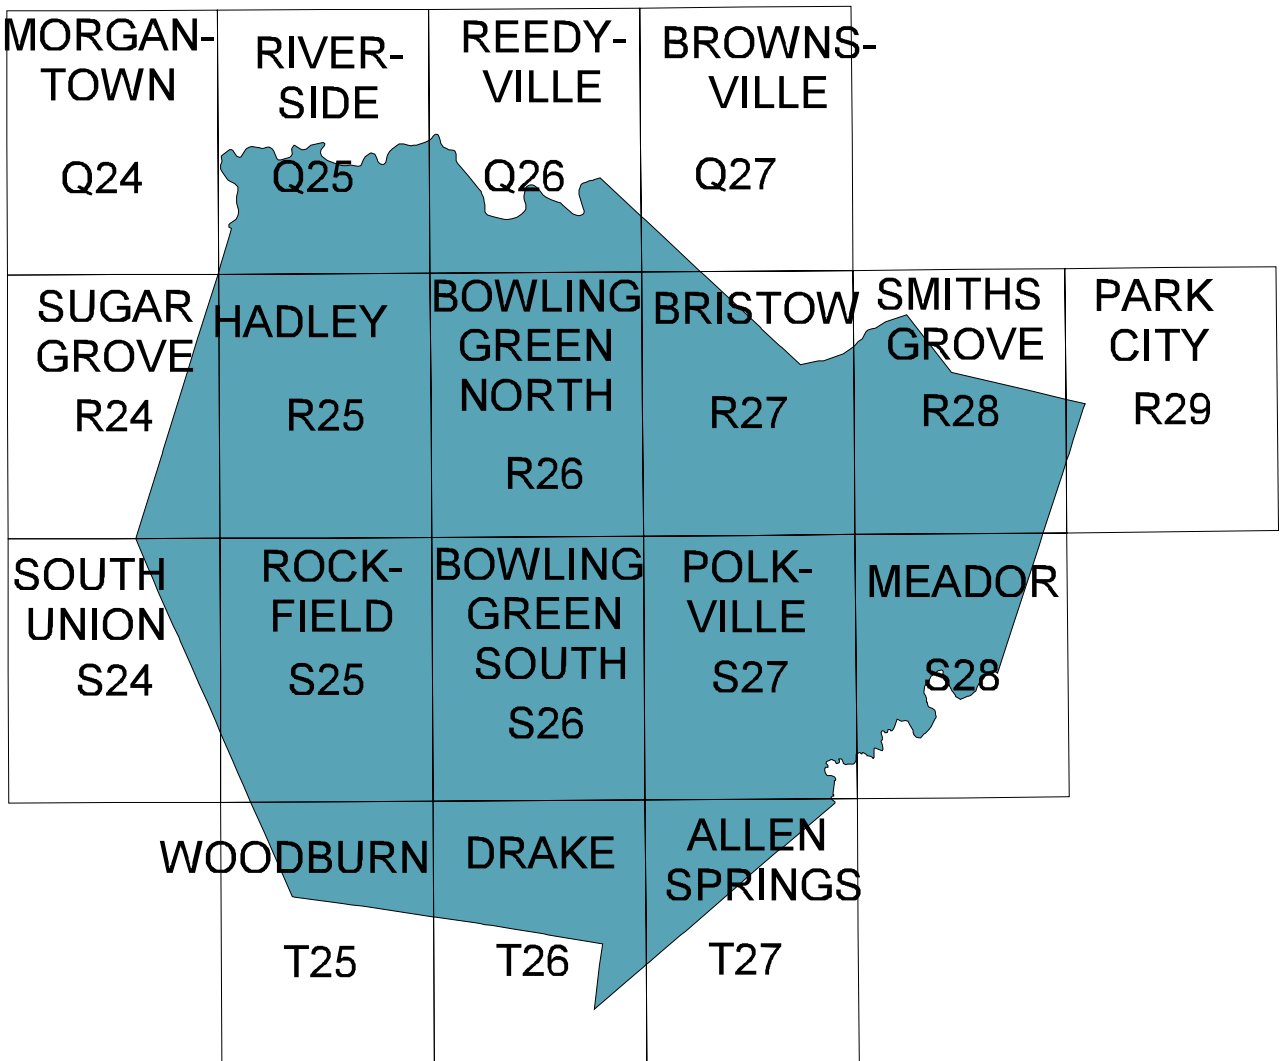 MORGAN-
TOWN
Q24
RIVER-
SIDE
Q25
REEDY-
VILLE
Q26
BROWNS-
VILLE
Q27
SUGAR
GROVE
R24
HADLEY
R25
BOWLING
GREEN
NORTH
R26
BRISTOW
R27
SMITHS
GROVE
R28
PARK
CITY
R29
SOUTH
UNION
S24
ROCK-
FIELD
S25
BOWLING
GREEN
SOUTH
S26
POLK-
VILLE
S27
MEADOR
S28
WOODBURN
T25
DRAKE
T26
ALLEN
SPRINGS
T27